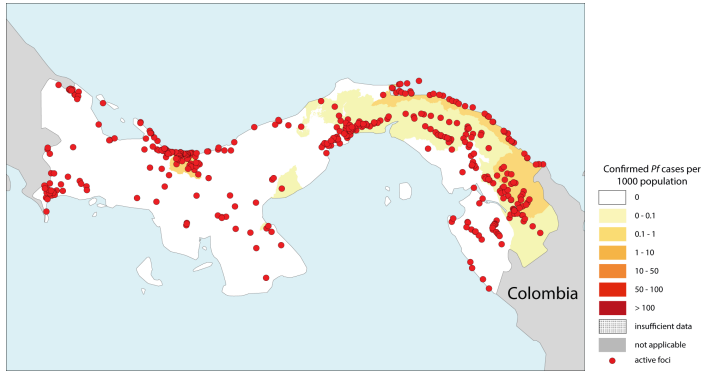 Confirmed Pf cases per
1000 population
0
0 - 0.1
0.1 - 1
1 - 10
10 - 50
50 - 100
> 100
insufficient data
not applicable
active foci
Colombia